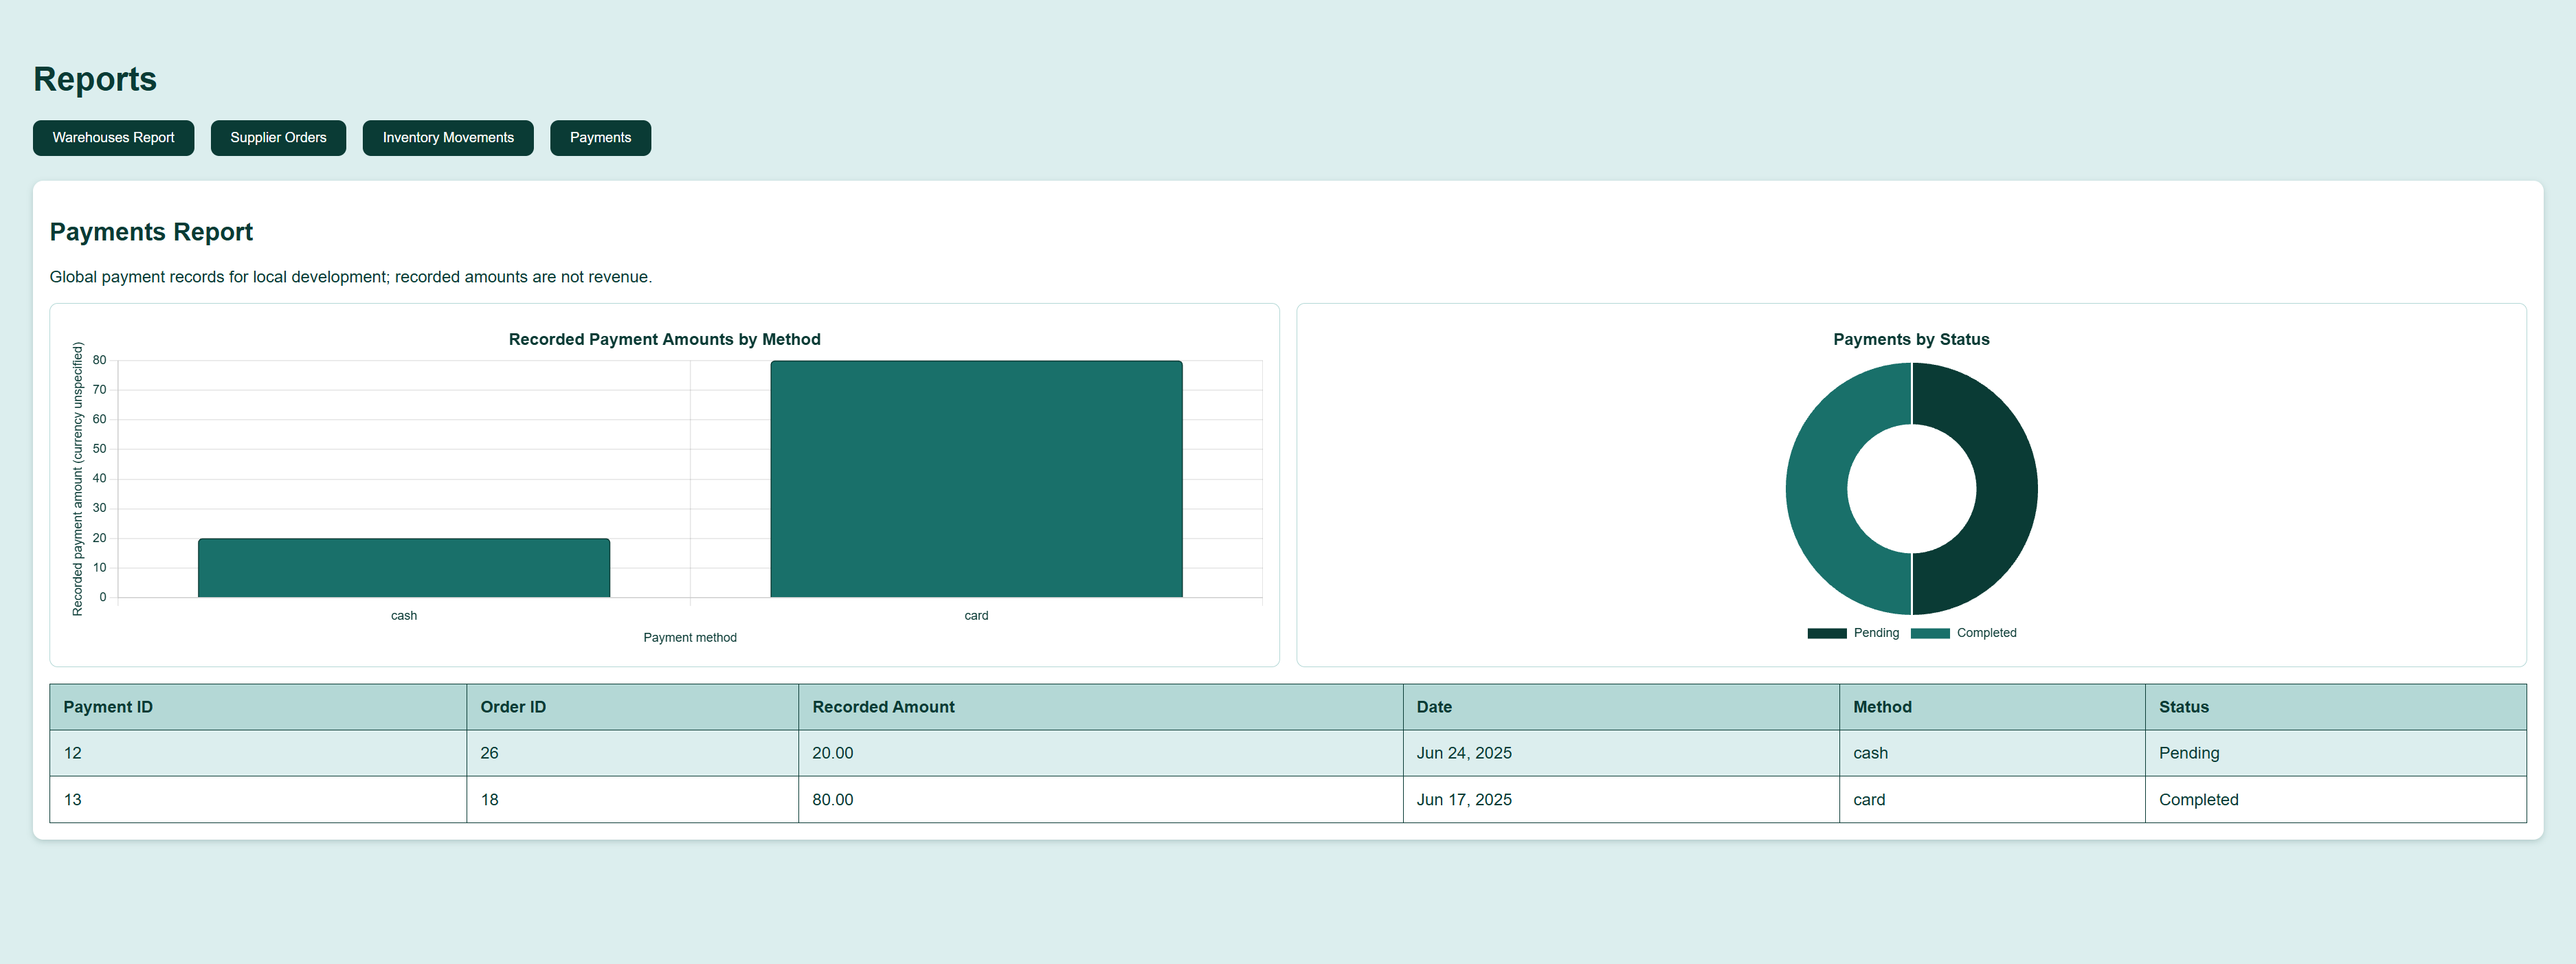 Reports
Warehouses Report Supplier Orders Inventory Movements Payments
Payments Report
Global payment records for local development; recorded amounts are not revenue.
Recorded Payment Amounts by Method
Recorded payment amount (currency unspecified)
80
70
60
50
40
30
20
10
0
cash card
Payment method
Payments by Status
Pending Completed
Payment ID Order ID Recorded Amount Date Method Status
12 26 20.00 Jun 24, 2025 cash Pending
13 18 80.00 Jun 17, 2025 card Completed